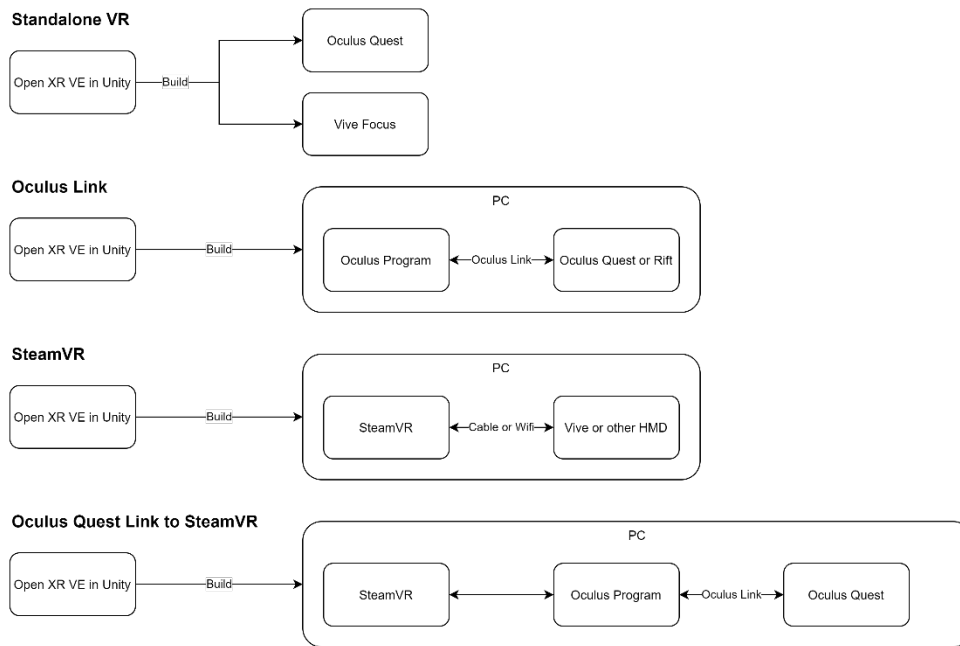 Standalone VR
Oculus Quest
Open XR VE in Unity
Build
Vive Focus
Oculus Link
PC
Open XR VE in Unity
Build
Oculus Program
Oculus Link
Oculus Quest or Rift
SteamVR
PC
Open XR VE in Unity
Build
SteamVR
Cable or Wifi
Vive or other HMD
Oculus Quest Link to SteamVR
PC
Open XR VE in Unity
Build
SteamVR
Oculus Program
Oculus Link
Oculus Quest